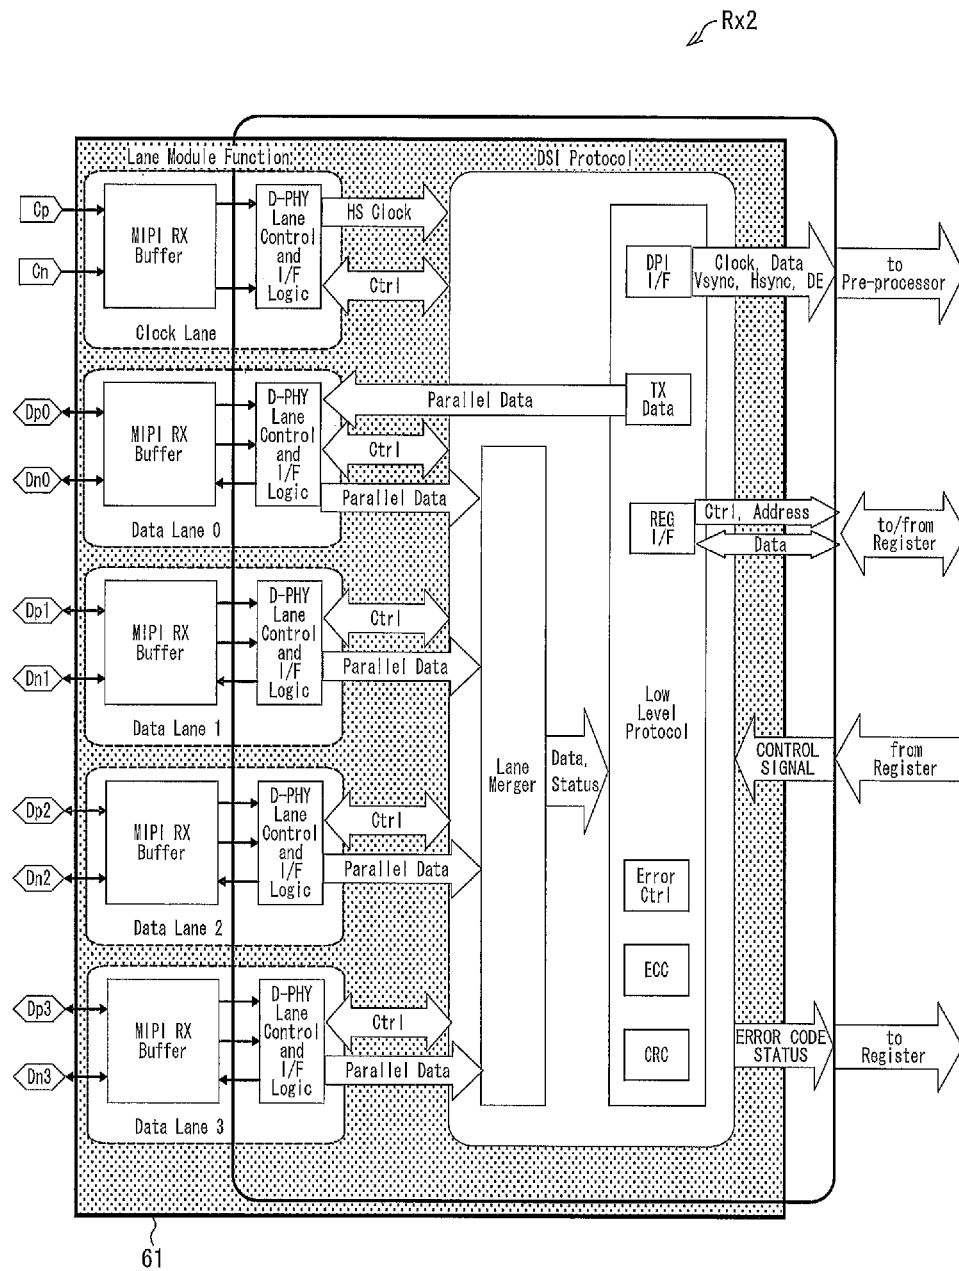 Rx2
Lane Module Function
DSI Protocol
Cp
Cn
MIPI RX
Buffer
D-PHY
Lane
Control
and
I/F
Logic
Clock Lane
HS Clock
Ctrl
DPI
I/F
Clock, Data
Vsync, Hsync, DE
to
Pre-processor
Dp0
Dn0
MIPI RX
Buffer
D-PHY
Lane
Control
and
I/F
Logic
Data Lane 0
Parallel Data
Ctrl
Parallel Data
TX
Data
REG
I/F
Ctrl, Address
Data
to/from
Register
Dp1
Dn1
MIPI RX
Buffer
D-PHY
Lane
Control
and
I/F
Logic
Data Lane 1
Ctrl
Parallel Data
Lane
Merger
Data,
Status
Low
Level
Protocol
CONTROL
SIGNAL
from
Register
Dp2
Dn2
MIPI RX
Buffer
D-PHY
Lane
Control
and
I/F
Logic
Data Lane 2
Ctrl
Parallel Data
Error
Ctrl
ECC
CRC
Dp3
Dn3
MIPI RX
Buffer
D-PHY
Lane
Control
and
I/F
Logic
Data Lane 3
Ctrl
Parallel Data
ERROR CODE
STATUS
to
Register
61